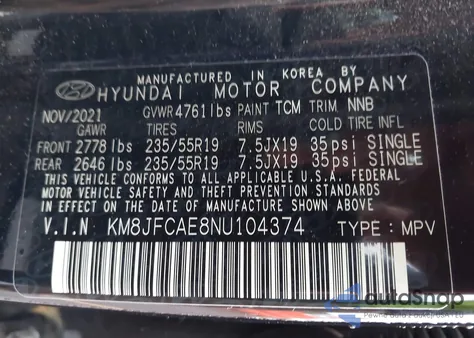 MANUFACTURED IN KOREA BY
HYUNDAI MOTOR COMPANY
NOV/2021 GVWR 4761lbs PAINT TCM TRIM NNB
GAWR TIRES RIMS COLD TIRE INFL
FRONT 2778 lbs 235/55R19 7.5JX19 35psi SINGLE
REAR 2646 lbs 235/55R19 7.5JX19 35psi SINGLE
THIS VEHICLE CONFORMS TO ALL APPLICABLE U.S.A. FEDERAL
MOTOR VEHICLE SAFETY AND THEFT PREVENTION STANDARDS
IN EFFECT ON THE DATE OF MANUFACTURE SHOWN ABOVE.
V.I.N KM8JFCAE8NU104374 TYPE : MPV
autoShop